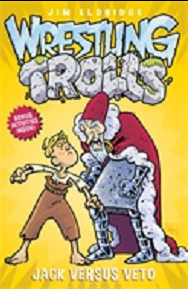 JIM ELDRIDGE
WRESTLING
TROLLS
BONUS
ACTIVITIES
INSIDE!
JACK VERSUS VETO